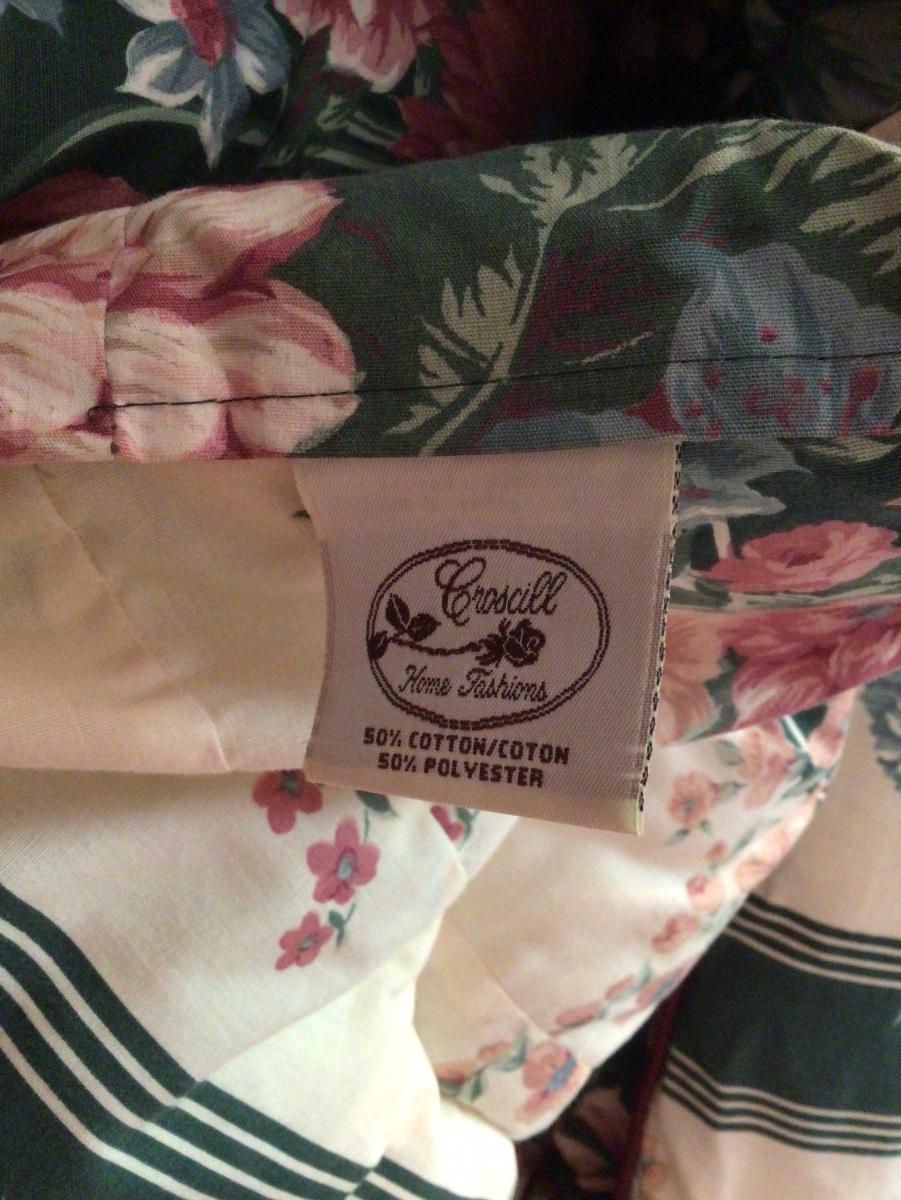 Croscill
Home Fashions
50% COTTON/COTON
50% POLYESTER